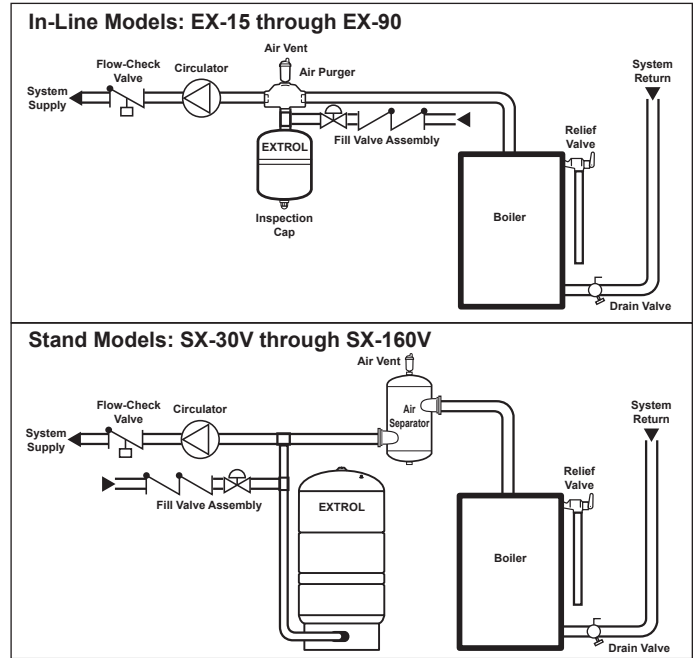 In-Line Models: EX-15 through EX-90
Air Vent
Flow-Check
Valve
Circulator
Air Purger
System
Supply
System
Return
Fill Valve Assembly
EXTROL
Relief
Valve
Inspection
Cap
Boiler
Drain Valve
Stand Models: SX-30V through SX-160V
Air Vent
Flow-Check
Valve
Circulator
Air
Separator
System
Supply
System
Return
Fill Valve Assembly
EXTROL
Relief
Valve
Boiler
Drain Valve